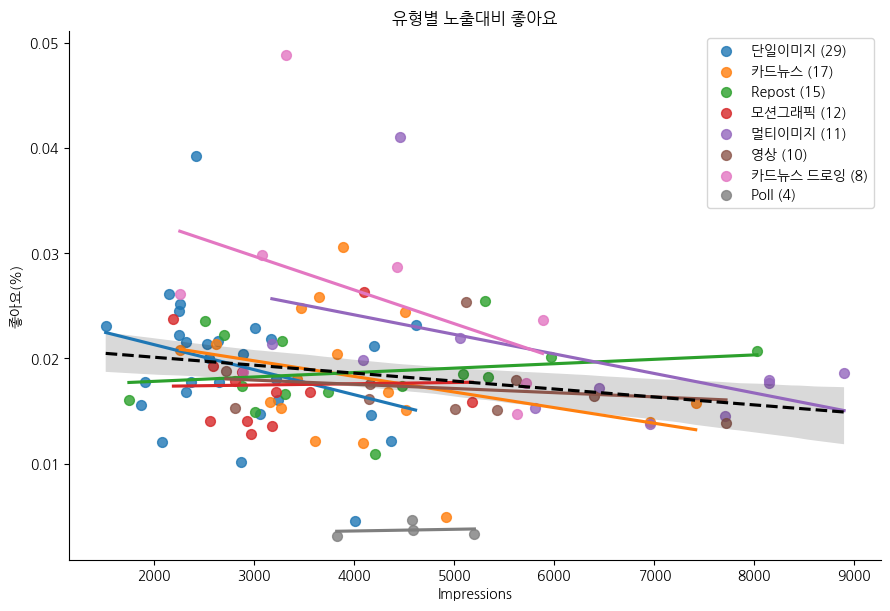 유형별 노출대비 좋아요
좋아요(%)
0.05
0.04
0.03
0.02
0.01
단일이미지 (29)
카드뉴스 (17)
Repost (15)
모션그래픽 (12)
멀티이미지 (11)
영상 (10)
카드뉴스 드로잉 (8)
Poll (4)
2000 3000 4000 5000 6000 7000 8000 9000
Impressions